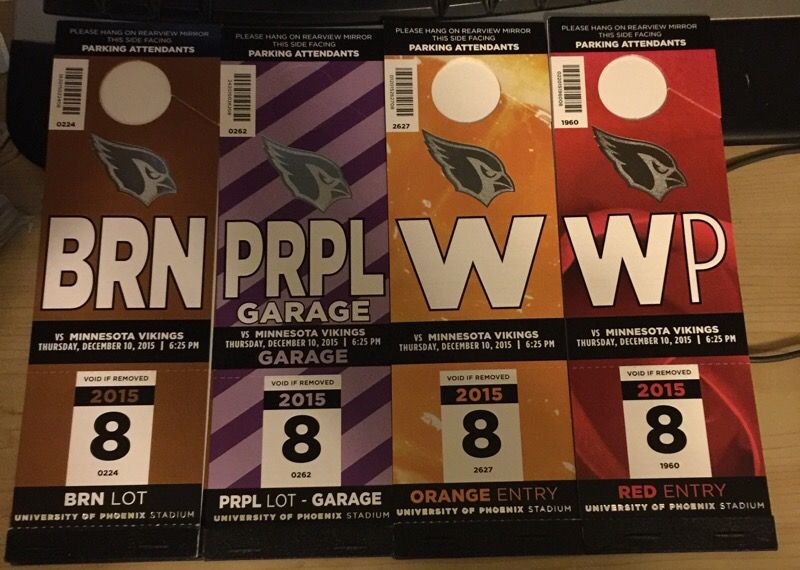 PLEASE HANG ON REARVIEW MIRROR
THIS SIDE FACING
PARKING ATTENDANTS
0224
BRN
VS MINNESOTA VIKINGS
THURSDAY, DECEMBER 10, 2015 | 6:25 PM
VOID IF REMOVED
2015
8
0224
BRN LOT
UNIVERSITY OF PHOENIX STADIUM
PLEASE HANG ON REARVIEW MIRROR
THIS SIDE FACING
PARKING ATTENDANTS
0262
PRPL
GARAGE
VS MINNESOTA VIKINGS
THURSDAY, DECEMBER 10, 2015 | 6:25 PM
GARAGE
VOID IF REMOVED
2015
8
0262
PRPL LOT - GARAGE
UNIVERSITY OF PHOENIX STADIUM
PLEASE HANG ON REARVIEW MIRROR
THIS SIDE FACING
PARKING ATTENDANTS
2627
W
VS MINNESOTA VIKINGS
THURSDAY, DECEMBER 10, 2015 | 6:25 PM
VOID IF REMOVED
2015
8
2627
ORANGE ENTRY
UNIVERSITY OF PHOENIX STADIUM
PLEASE HANG ON REARVIEW MIRROR
THIS SIDE FACING
PARKING ATTENDANTS
1960
WP
VS MINNESOTA VIKINGS
THURSDAY, DECEMBER 10, 2015 | 6:25 PM
VOID IF REMOVED
2015
8
1960
RED ENTRY
UNIVERSITY OF PHOENIX STADIUM